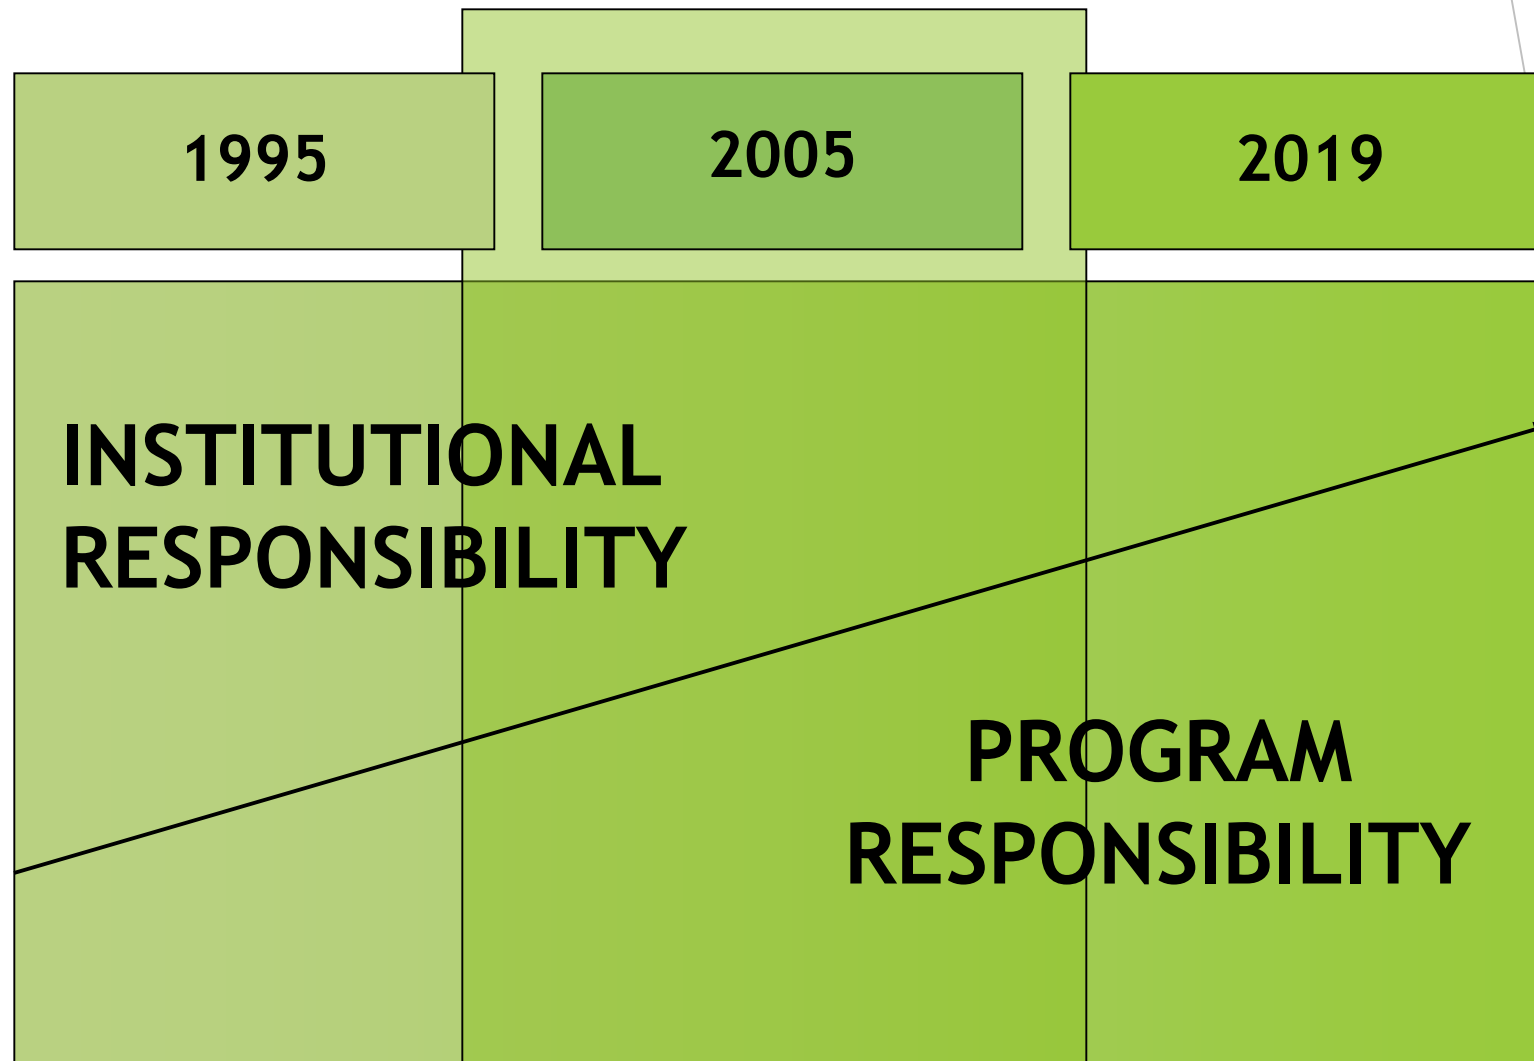 1995
2005
2019
INSTITUTIONAL
RESPONSIBILITY
PROGRAM
RESPONSIBILITY